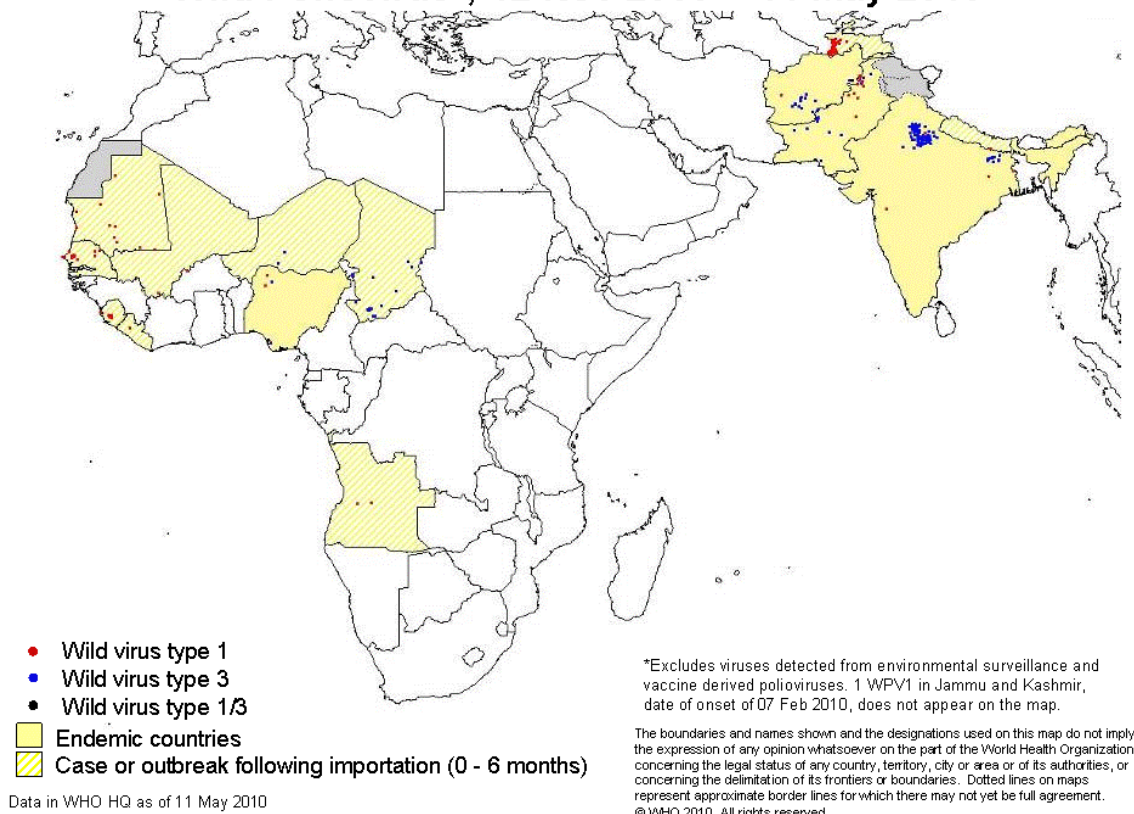 Wild virus type 1
Wild virus type 3
Wild virus type 1/3
Endemic countries
Case or outbreak following importation (0 - 6 months)
Data in WHO HQ as of 11 May 2010
*Excludes viruses detected from environmental surveillance and
vaccine derived polioviruses. 1 WPV1 in Jammu and Kashmir,
date of onset of 07 Feb 2010, does not appear on the map.
The boundaries and names shown and the designations used on this map do not imply
the expression of any opinion whatsoever on the part of the World Health Organization
concerning the legal status of any country, territory, city or area or of its authorities, or
concerning the delimitation of its frontiers or boundaries. Dotted lines on maps
represent approximate border lines for which there may not yet be full agreement.
© WHO 2010. All rights reserved